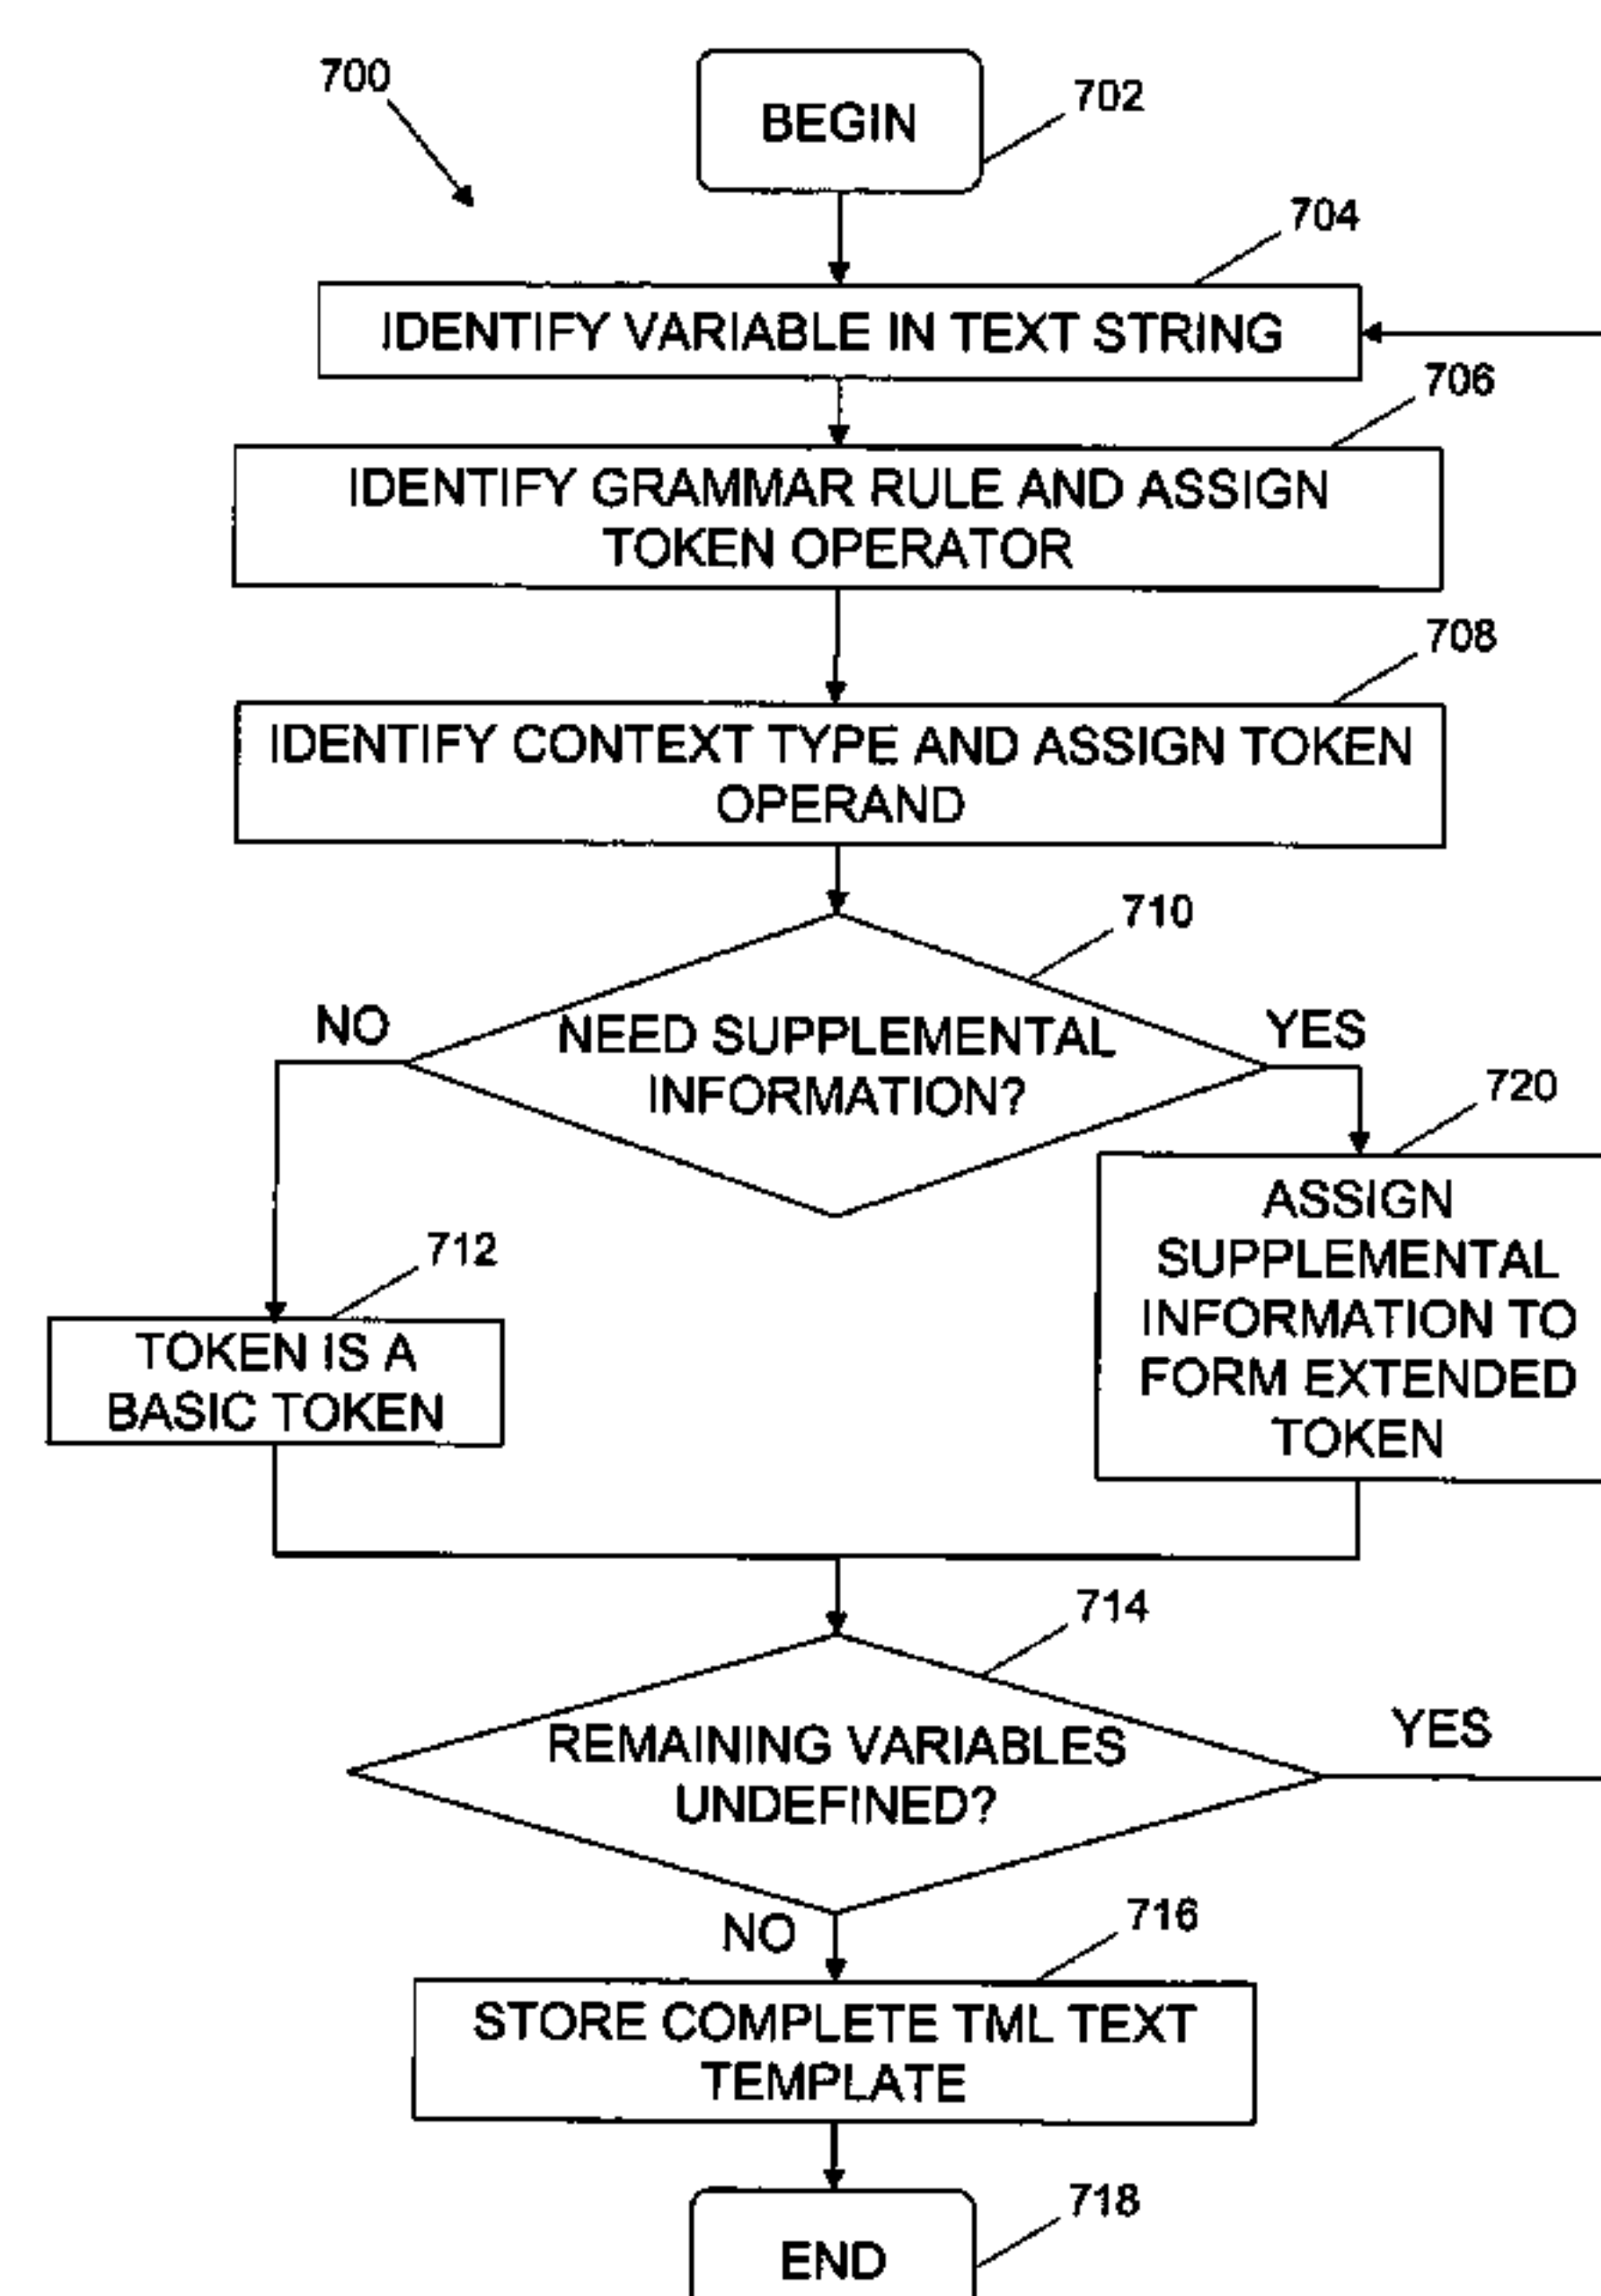 700
BEGIN
702
704
IDENTIFY VARIABLE IN TEXT STRING
706
IDENTIFY GRAMMAR RULE AND ASSIGN
TOKEN OPERATOR
708
IDENTIFY CONTEXT TYPE AND ASSIGN TOKEN
OPERAND
710
NO
NEED SUPPLEMENTAL
INFORMATION?
YES
720
ASSIGN
SUPPLEMENTAL
INFORMATION TO
FORM EXTENDED
TOKEN
712
TOKEN IS A
BASIC TOKEN
714
REMAINING VARIABLES
UNDEFINED?
YES
NO
716
STORE COMPLETE TML TEXT
TEMPLATE
718
END